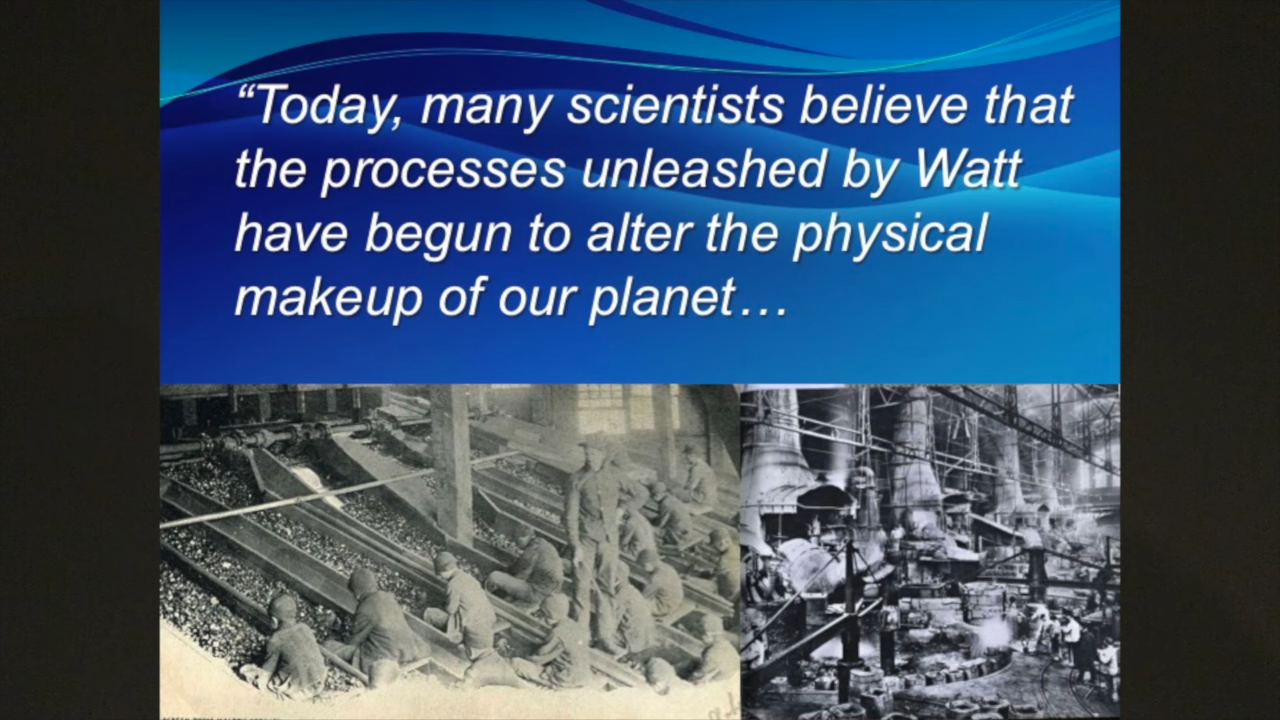 “Today, many scientists believe that
the processes unleashed by Watt
have begun to alter the physical
makeup of our planet…